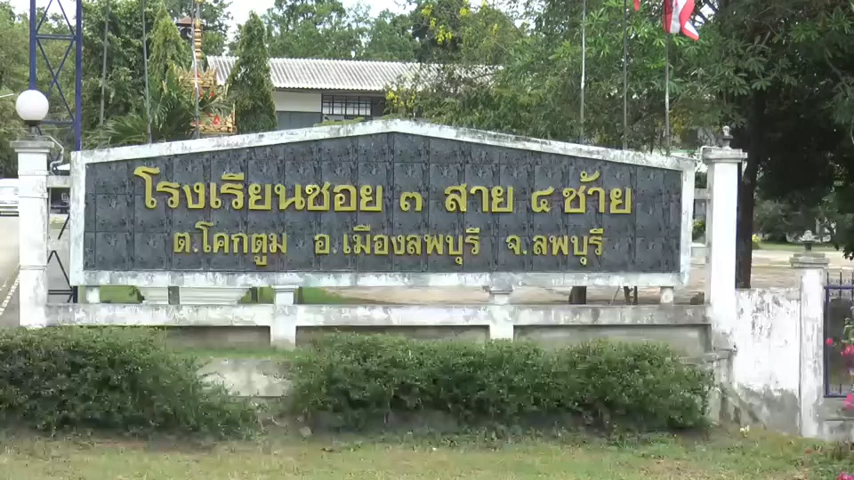 โรงเรียนซอย ๓ สาย ๔ ซ้าย
ต.โคกตูม อ.เมืองลพบุรี จ.ลพบุรี